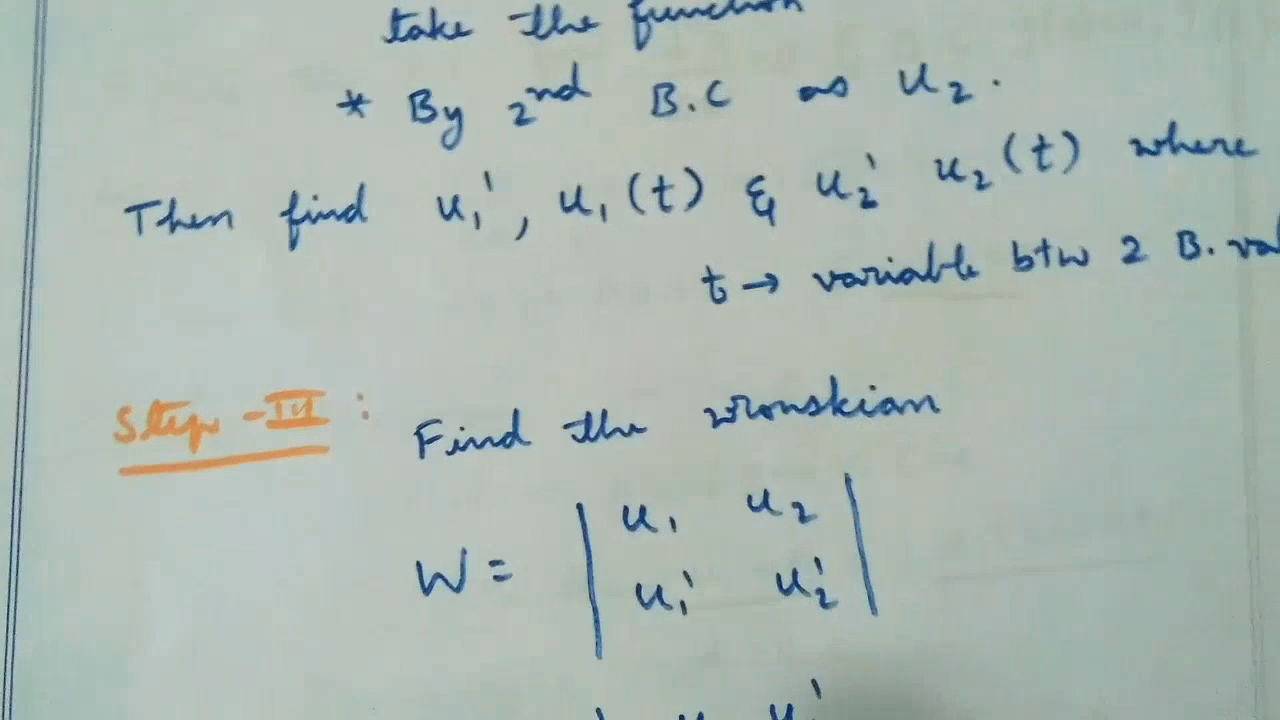 take the function
* By 2nd B.C as u2.
Then find u1', u1(t) & u2' u2(t) where
t → variable btw 2 B. va
Step - III : Find the wronskian
W = | u1 u2 |
| u1' u2' |